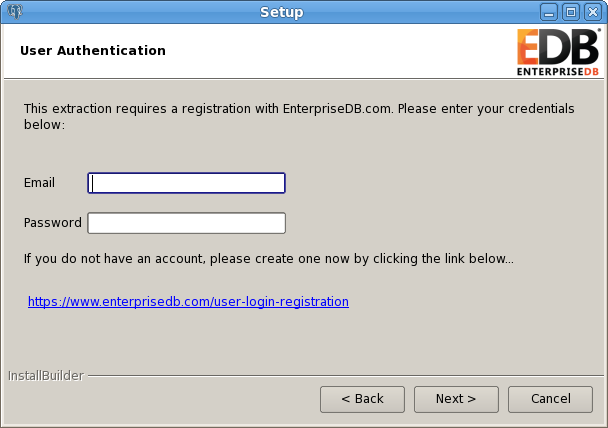 Setup
User Authentication
EDB
ENTERPRISEDB
This extraction requires a registration with EnterpriseDB.com. Please enter your credentials
below:
Email
Password
If you do not have an account, please create one now by clicking the link below...
https://www.enterprisedb.com/user-login-registration
InstallBuilder
< Back
Next >
Cancel